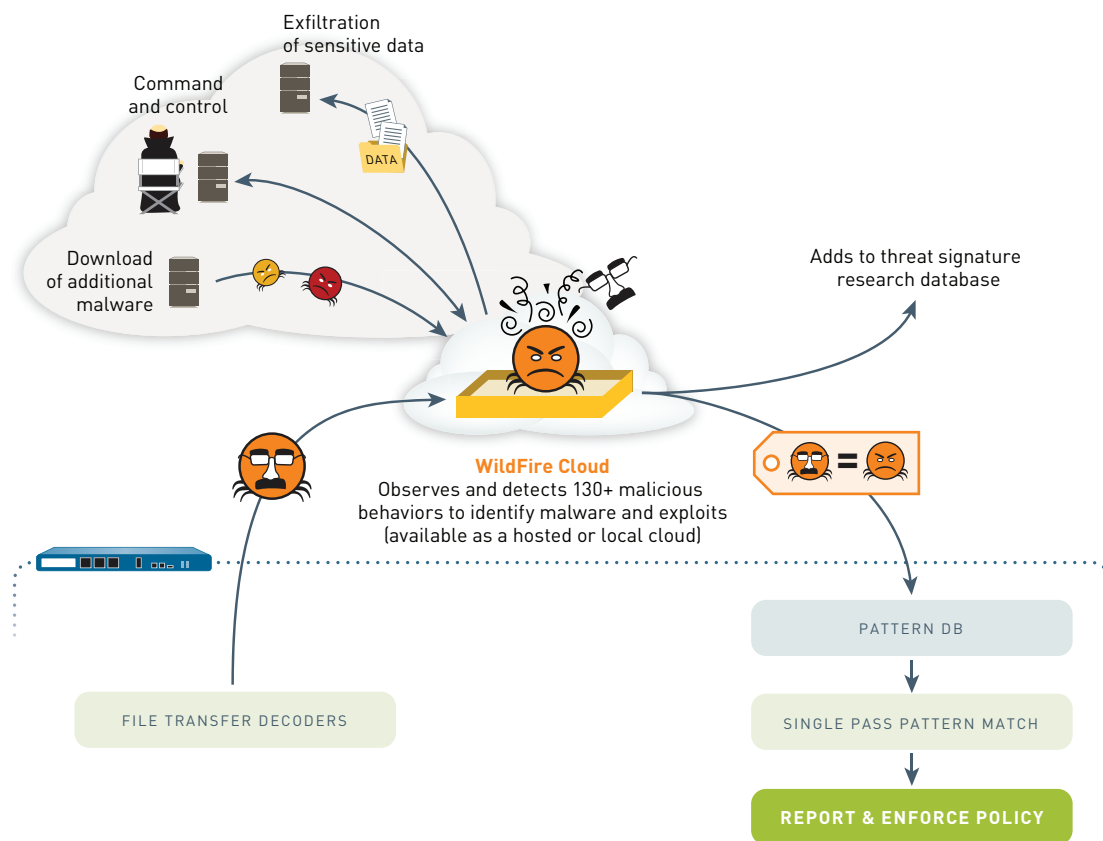 Exfiltration
of sensitive data
Command
and control
DATA
Download
of additional
malware
Adds to threat signature
research database
WildFire Cloud
Observes and detects 130+ malicious
behaviors to identify malware and exploits
(available as a hosted or local cloud)
=
PATTERN DB
FILE TRANSFER DECODERS
SINGLE PASS PATTERN MATCH
REPORT & ENFORCE POLICY